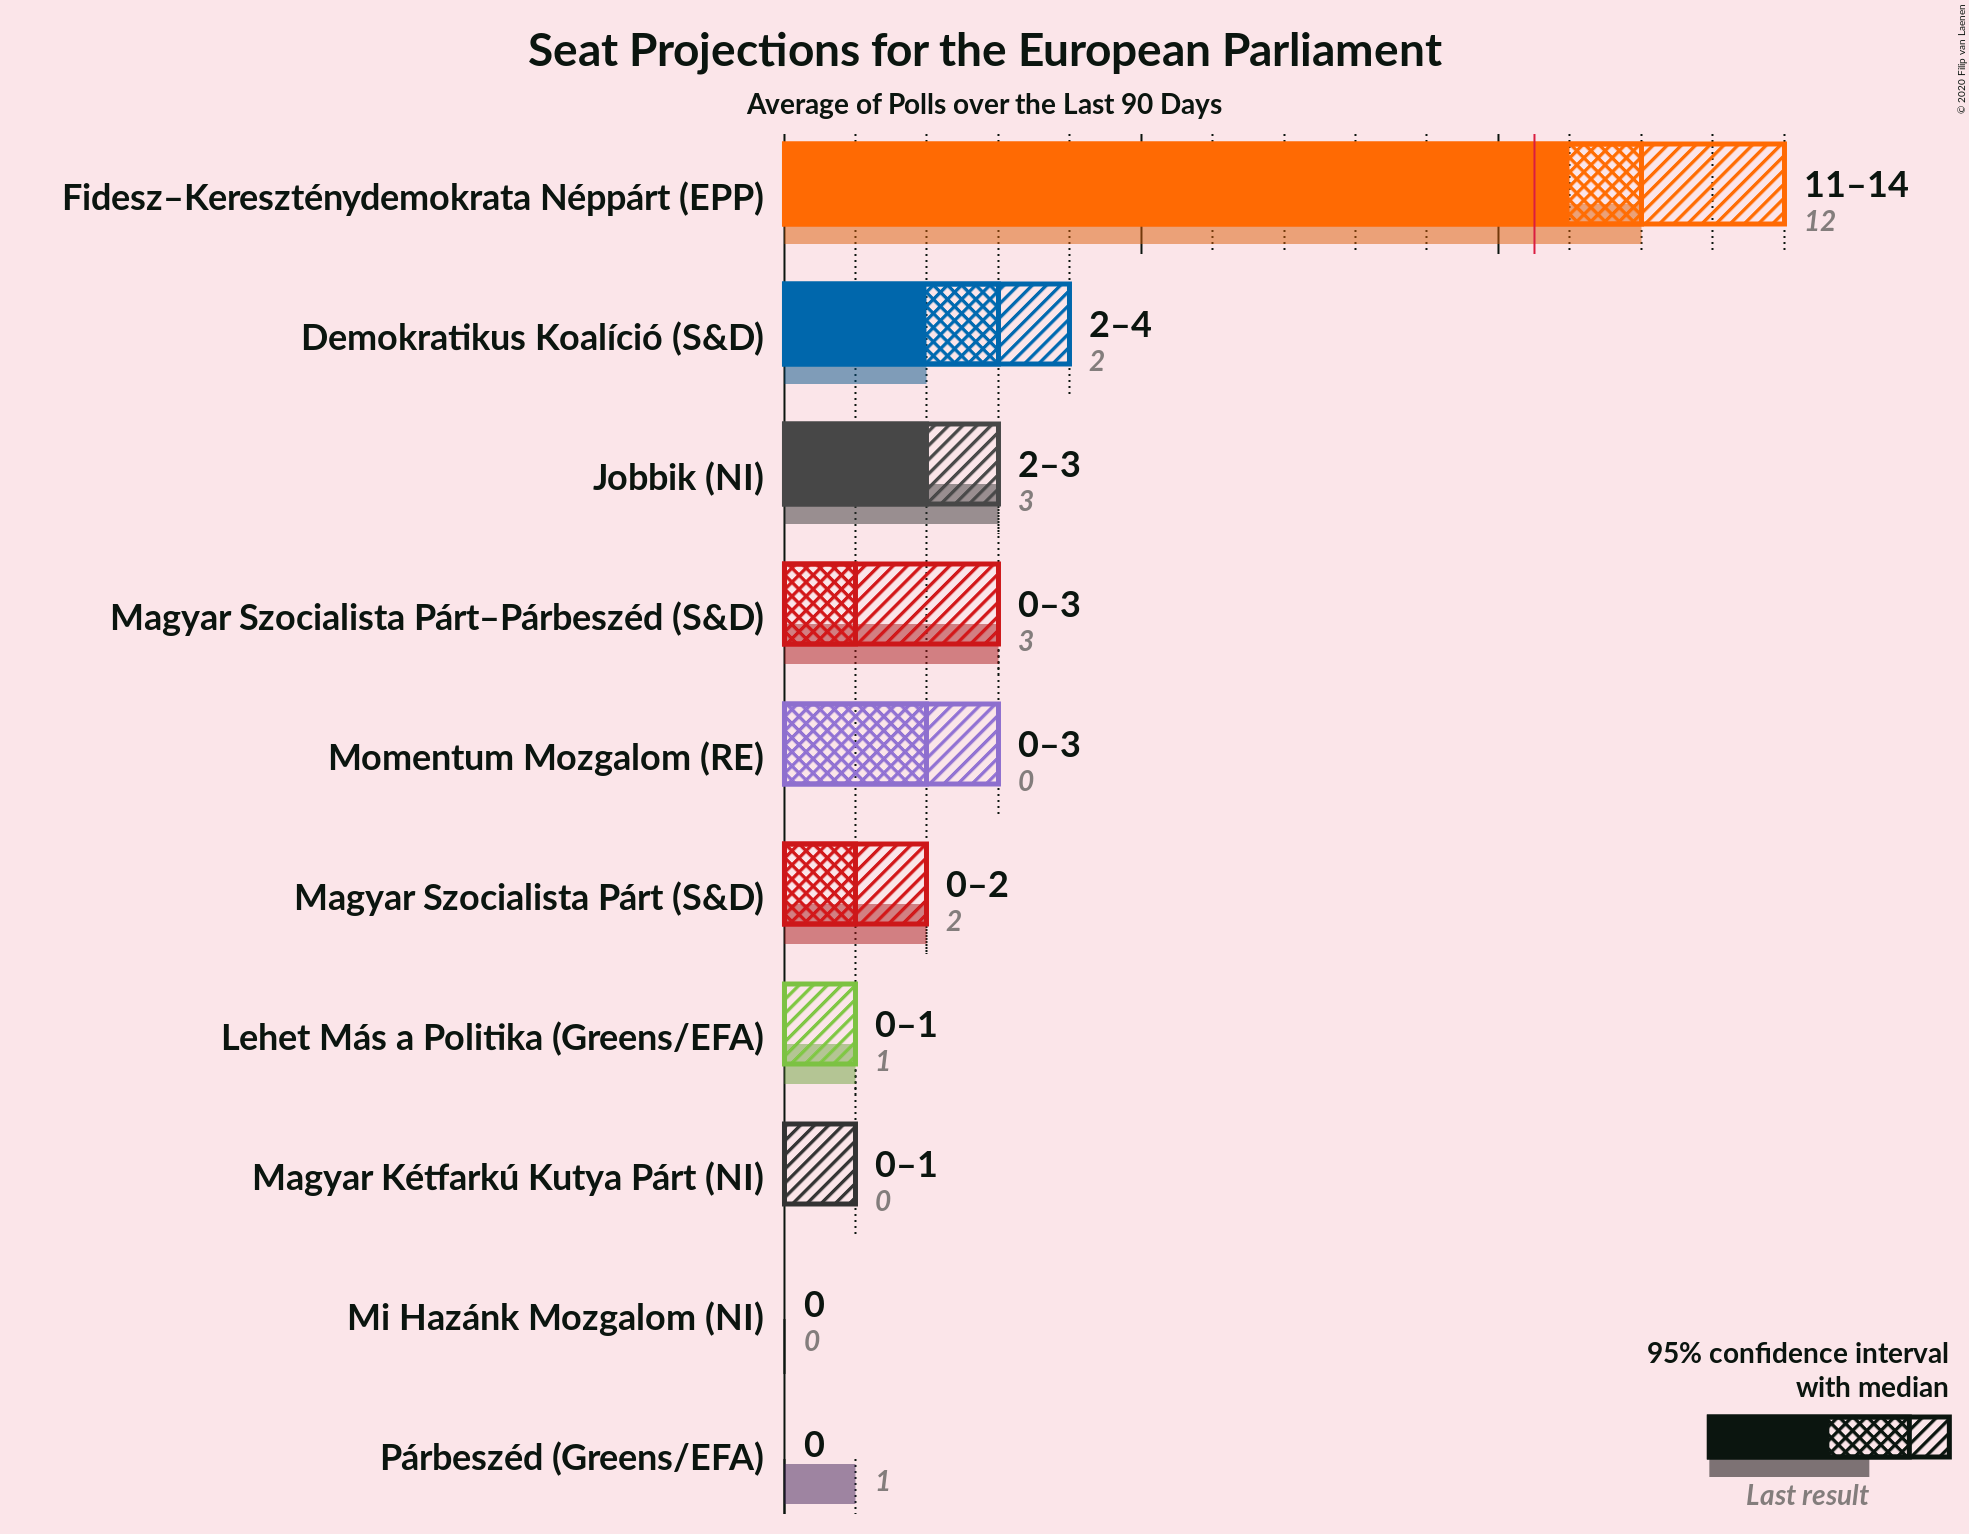 Seat Projections for the European Parliament
Average of Polls over the Last 90 Days
© 2020 Filip van Laenen
Fidesz–Kereszténydemokrata Néppárt (EPP)
11–14
12
Demokratikus Koalíció (S&D)
2–4
2
Jobbik (NI)
2–3
3
Magyar Szocialista Párt–Párbeszéd (S&D)
0–3
3
Momentum Mozgalom (RE)
0–3
0
Magyar Szocialista Párt (S&D)
0–2
2
Lehet Más a Politika (Greens/EFA)
0–1
1
Magyar Kétfarkú Kutya Párt (NI)
0–1
0
Mi Hazánk Mozgalom (NI)
0
0
Párbeszéd (Greens/EFA)
0
1
95% confidence interval
with median
Last result